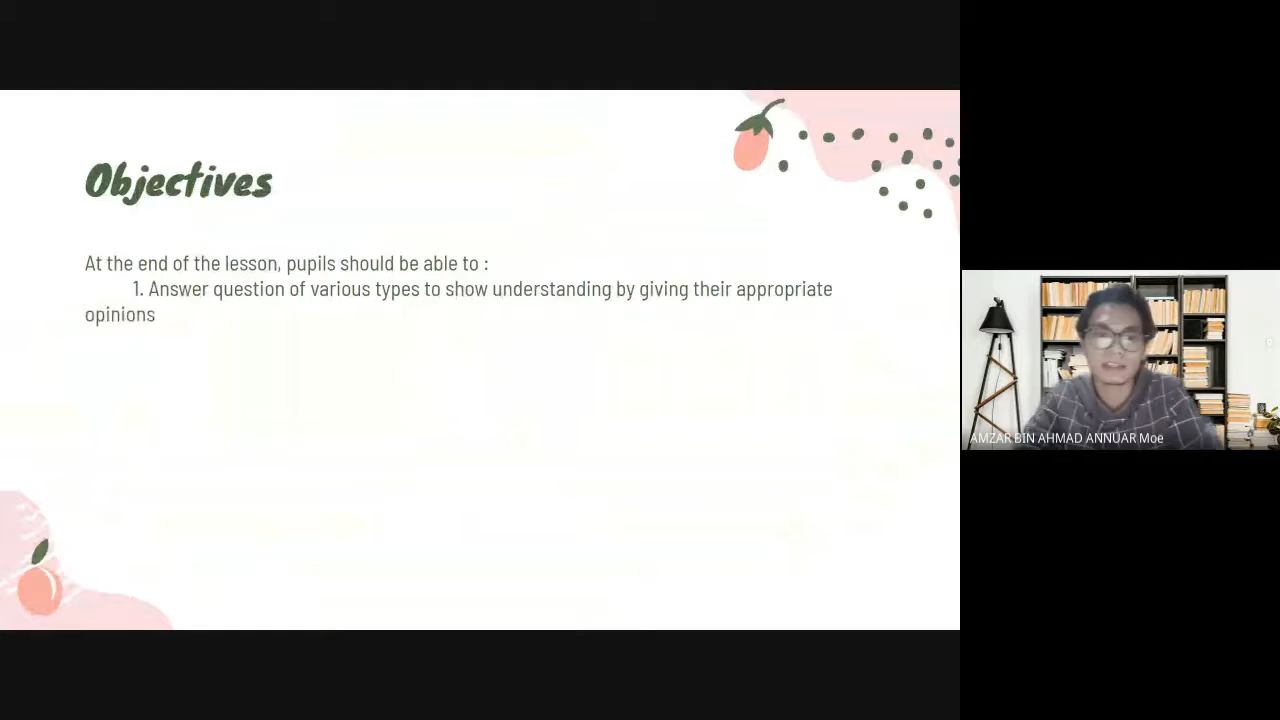 Objectives
At the end of the lesson, pupils should be able to :
1. Answer question of various types to show understanding by giving their appropriate
opinions
AMZAR BIN AHMAD ANNUAR Moe